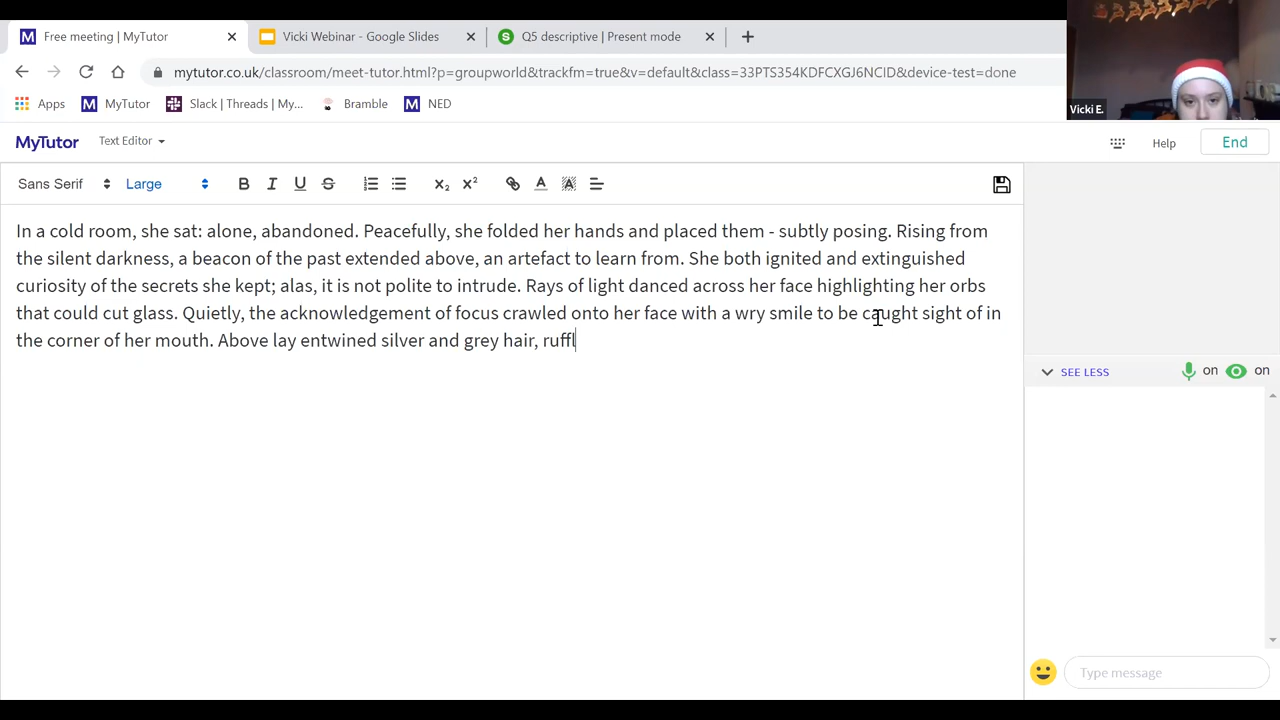 Free meeting | MyTutor
Vicki Webinar - Google Slides
Q5 descriptive | Present mode
mytutor.co.uk/classroom/meet-tutor.html?p=groupworld&trackfm=true&v=default&class=33PTS354KDFCXGJ6NCID&device-test=done
Apps MyTutor Slack | Threads | My... Bramble NED
Vicki E.
MyTutor Text Editor Help End
Sans Serif Large B I U S X₂ X² A A
In a cold room, she sat: alone, abandoned. Peacefully, she folded her hands and placed them - subtly posing. Rising from
the silent darkness, a beacon of the past extended above, an artefact to learn from. She both ignited and extinguished
curiosity of the secrets she kept; alas, it is not polite to intrude. Rays of light danced across her face highlighting her orbs
that could cut glass. Quietly, the acknowledgement of focus crawled onto her face with a wry smile to be caught sight of in
the corner of her mouth. Above lay entwined silver and grey hair, ruffl
SEE LESS on on
Type message